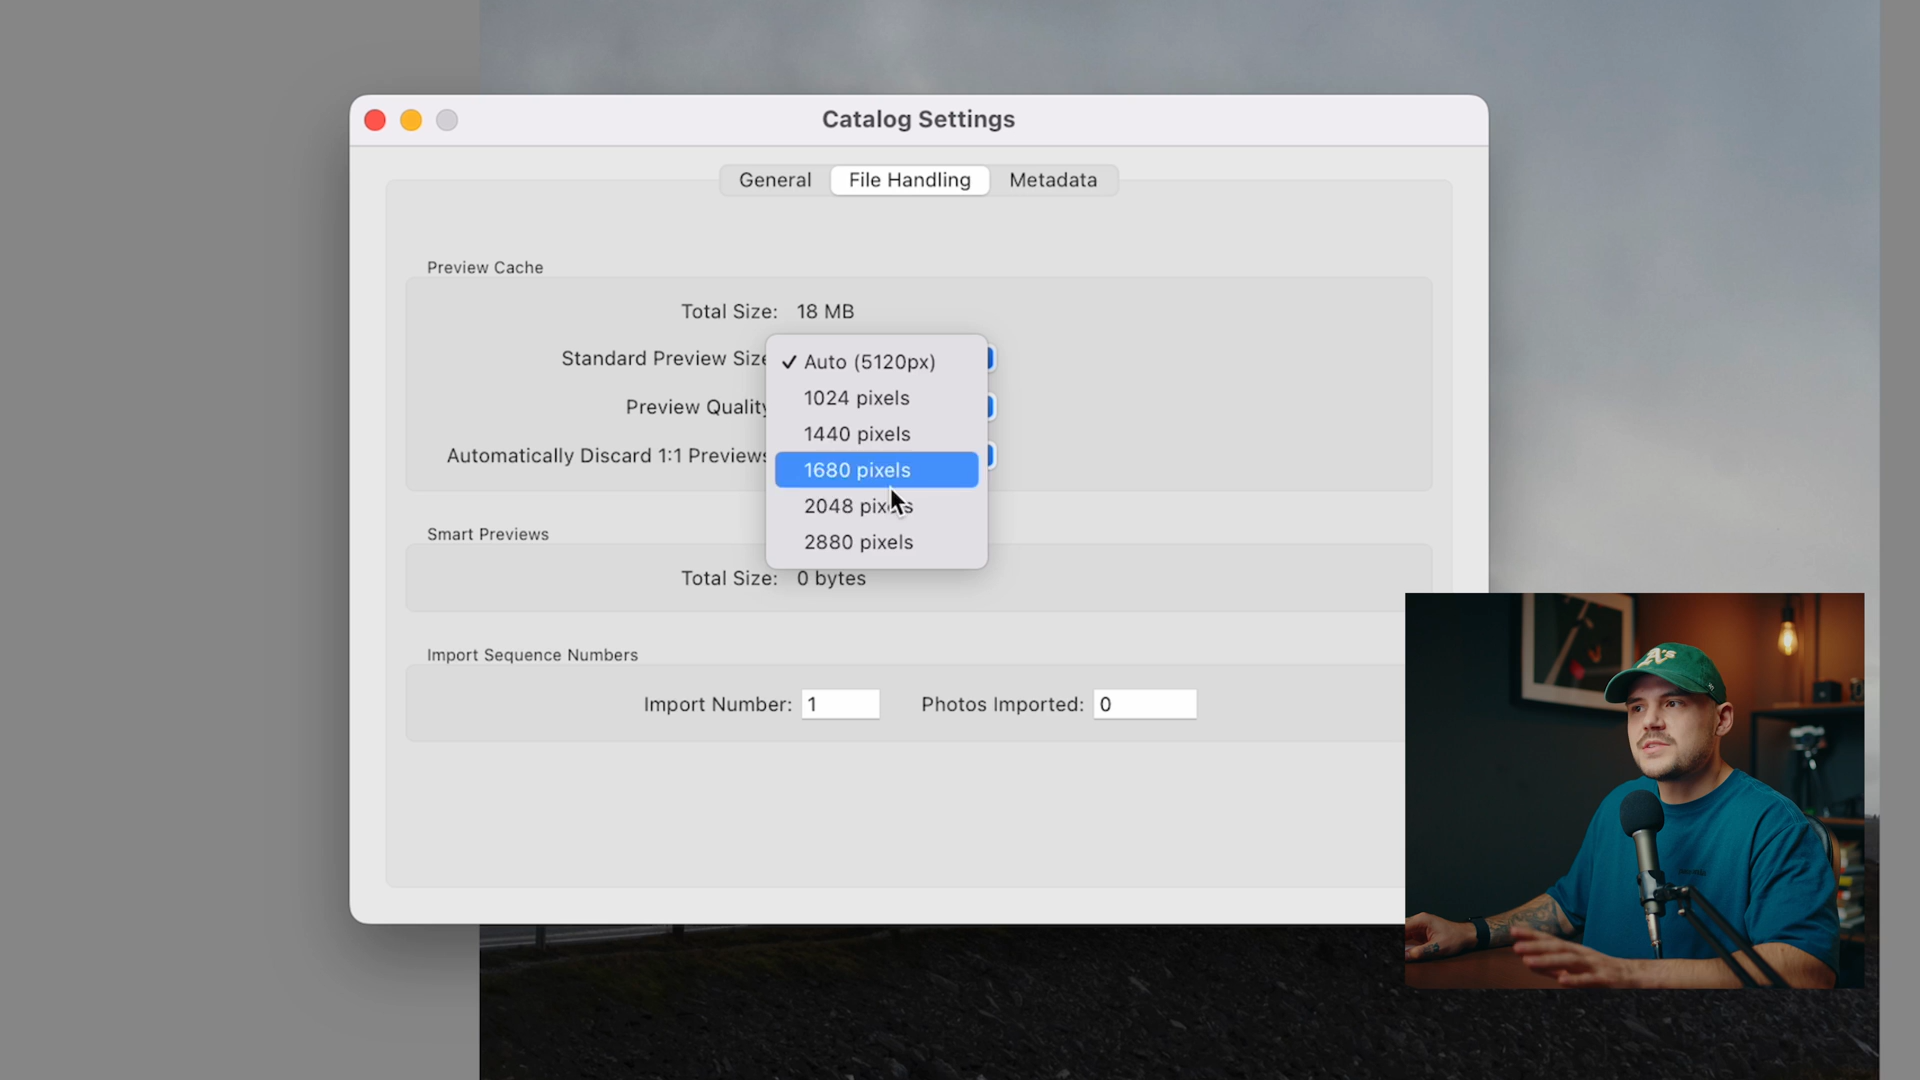 Catalog Settings
General File Handling Metadata
Preview Cache
Total Size: 18 MB
Standard Preview Size
✓ Auto (5120px)
1024 pixels
1440 pixels
1680 pixels
2048 pixels
2880 pixels
Preview Quality
Automatically Discard 1:1 Previews
Smart Previews
Total Size: 0 bytes
Import Sequence Numbers
Import Number: 1 Photos Imported: 0
A's